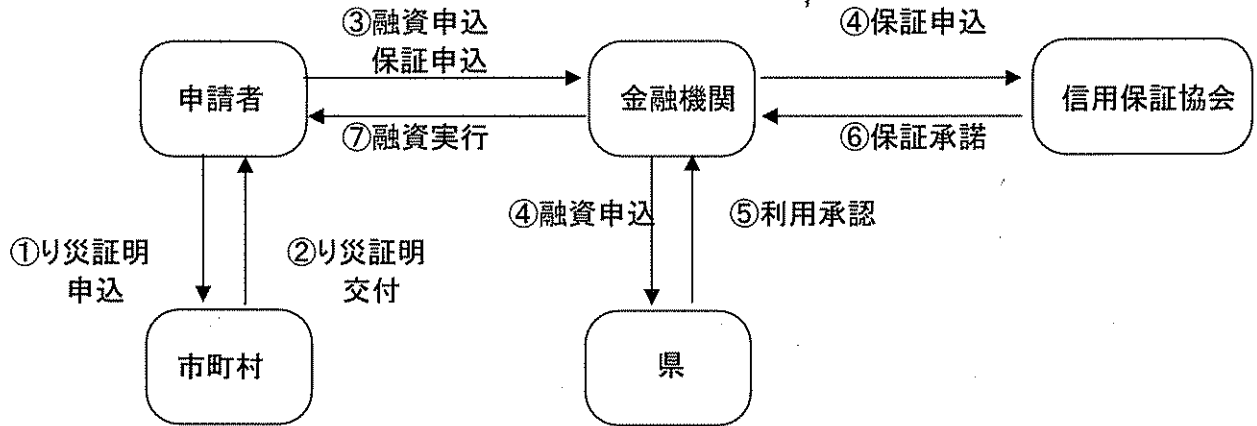 ③融資申込
保証申込
④保証申込
申請者
金融機関
信用保証協会
⑦融資実行
⑥保証承諾
④融資申込
⑤利用承認
①り災証明
申込
②り災証明
交付
市町村
県